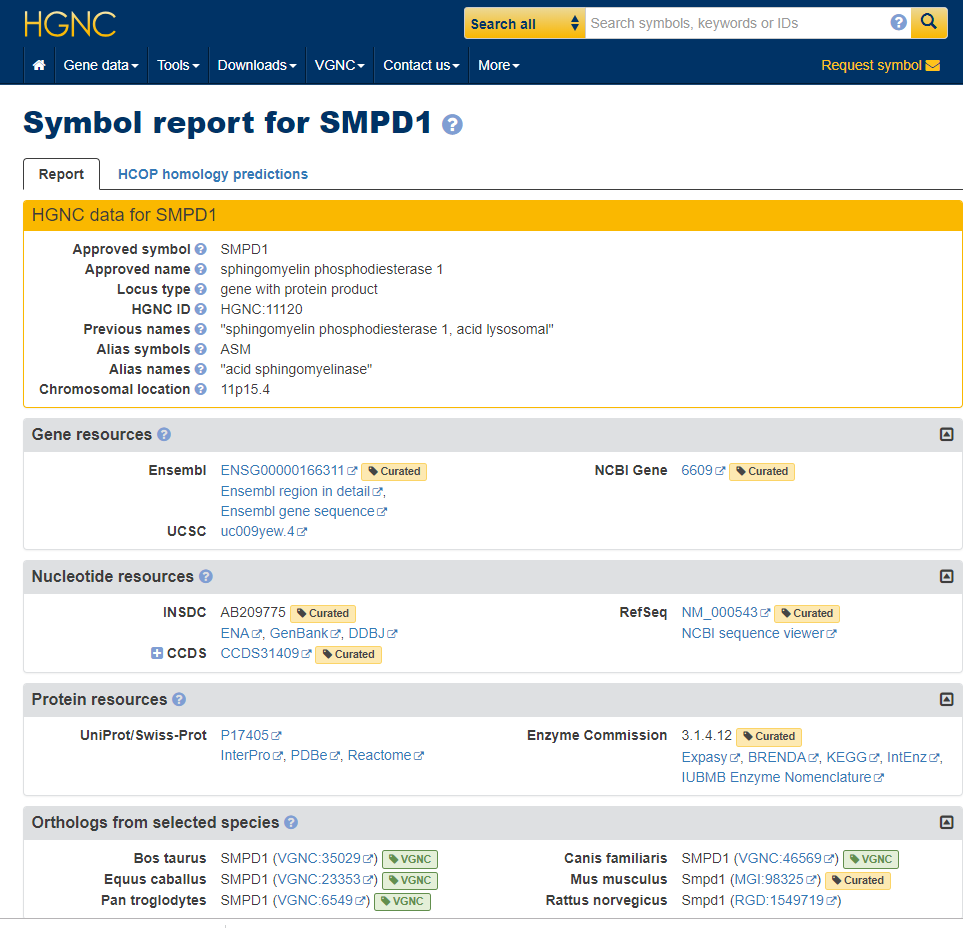 HGNC
Search all Search symbols, keywords or IDs ?
Gene data Tools Downloads VGNC Contact us More Request symbol
Symbol report for SMPD1 ?
Report HCOP homology predictions
HGNC data for SMPD1
Approved symbol ? SMPD1
Approved name ? sphingomyelin phosphodiesterase 1
Locus type ? gene with protein product
HGNC ID ? HGNC:11120
Previous names ? "sphingomyelin phosphodiesterase 1, acid lysosomal"
Alias symbols ? ASM
Alias names ? "acid sphingomyelinase"
Chromosomal location ? 11p15.4
Gene resources ?
Ensembl ENSG00000166311 Curated NCBI Gene 6609 Curated
Ensembl region in detail,
Ensembl gene sequence
UCSC uc009yew.4
Nucleotide resources ?
INSDC AB209775 Curated RefSeq NM_000543 Curated
ENA, GenBank, DDBJ NCBI sequence viewer
CCDS CCDS31409 Curated
Protein resources ?
UniProt/Swiss-Prot P17405 Enzyme Commission 3.1.4.12 Curated
InterPro, PDBe, Reactome Expasy, BRENDA, KEGG, IntEnz,
IUBMB Enzyme Nomenclature
Orthologs from selected species ?
Bos taurus SMPD1 (VGNC:35029) VGNC Canis familiaris SMPD1 (VGNC:46569) VGNC
Equus caballus SMPD1 (VGNC:23353) VGNC Mus musculus Smpd1 (MGI:98325) Curated
Pan troglodytes SMPD1 (VGNC:6549) VGNC Rattus norvegicus Smpd1 (RGD:1549719)